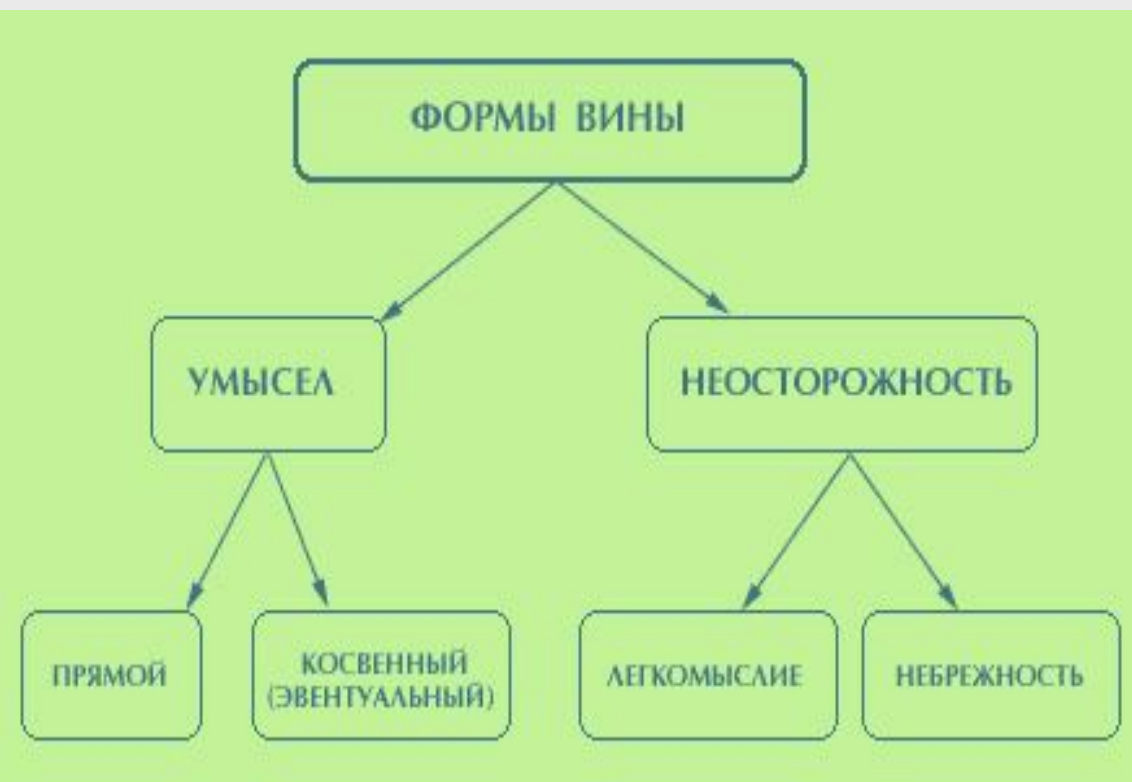 ФОРМЫ ВИНЫ
УМЫСЕЛ
НЕОСТОРОЖНОСТЬ
ПРЯМОЙ
КОСВЕННЫЙ
(ЭВЕНТУАЛЬНЫЙ)
ЛЕГКОМЫСЛИЕ
НЕБРЕЖНОСТЬ